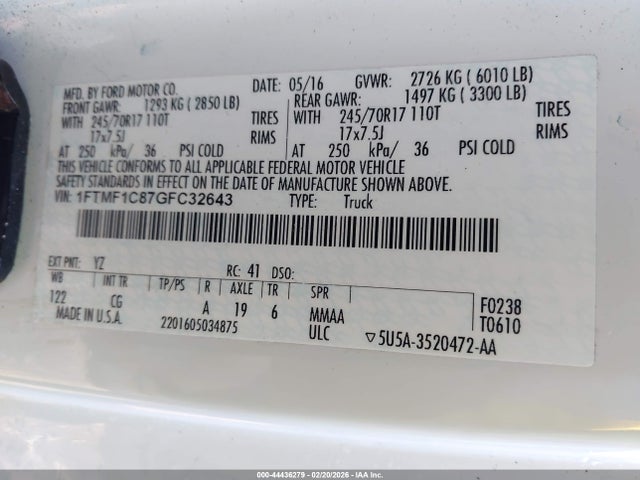 MFD. BY FORD MOTOR CO. DATE: 05/16 GVWR: 2726 KG ( 6010 LB)
FRONT GAWR: 1293 KG ( 2850 LB) REAR GAWR: 1497 KG ( 3300 LB)
WITH 245/70R17 110T TIRES WITH 245/70R17 110T TIRES
17x7.5J RIMS 17x7.5J RIMS
AT 250 kPa/ 36 PSI COLD AT 250 kPa/ 36 PSI COLD
THIS VEHICLE CONFORMS TO ALL APPLICABLE FEDERAL MOTOR VEHICLE
SAFETY STANDARDS IN EFFECT ON THE DATE OF MANUFACTURE SHOWN ABOVE.
VIN: 1FTMF1C87GFC32643 TYPE: Truck
EXT PNT: YZ RC: 41 DSO:
WB INT TR TP/PS R AXLE TR SPR F0238
122 CG A 19 6 MMAA T0610
MADE IN U.S.A. 2201605034875 ULC ▽5U5A-3520472-AA
000-44436279 - 02/20/2026 - IAA Inc.